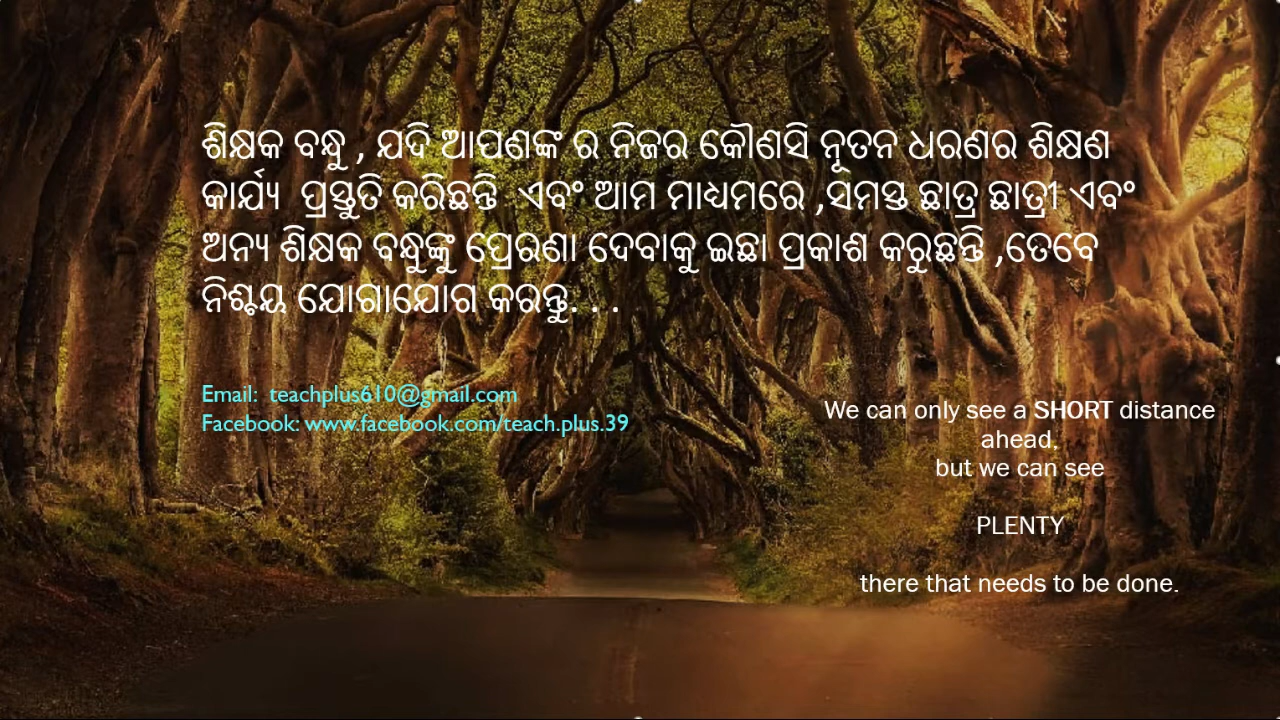 ଶିକ୍ଷକ ବନ୍ଧୁ , ଯଦି ଆପଣଙ୍କ ର ନିଜର କୌଣସି ନୂତନ ଧରଣର ଶିକ୍ଷଣ
କାର୍ଯ୍ୟ ପ୍ରସ୍ତୁତି କରିଛନ୍ତି ଏବଂ ଆମ ମାଧ୍ୟମରେ ,ସମସ୍ତ ଛାତ୍ର ଛାତ୍ରୀ ଏବଂ
ଅନ୍ୟ ଶିକ୍ଷକ ବନ୍ଧୁଙ୍କୁ ପ୍ରେରଣା ଦେବାକୁ ଇଛା ପ୍ରକାଶ କରୁଛନ୍ତି ,ତେବେ
ନିଶ୍ଚୟ ଯୋଗାଯୋଗ କରନ୍ତୁ. . .
Email: teachplus610@gmail.com
Facebook: www.facebook.com/teach.plus.39
We can only see a SHORT distance
ahead,
but we can see
PLENTY
there that needs to be done.